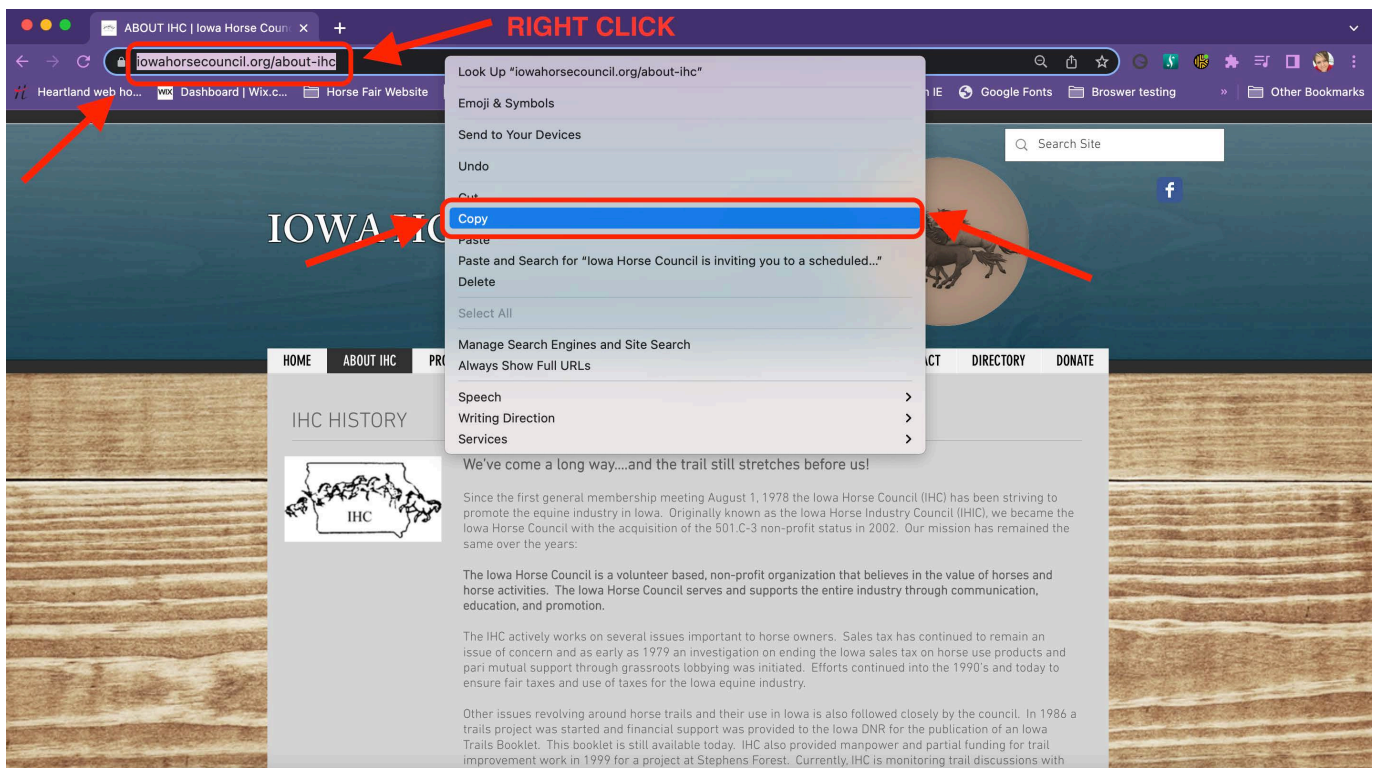 ABOUT IHC | Iowa Horse Coun
RIGHT CLICK
iowahorsecouncil.org/about-ihc
Heartland web ho... WIX Dashboard | Wix.c... Horse Fair Website IE Google Fonts Broswer testing » Other Bookmarks
Look Up "iowahorsecouncil.org/about-ihc"
Emoji & Symbols
Send to Your Devices
Undo
Cut
Copy
Paste
Paste and Search for "Iowa Horse Council is inviting you to a scheduled..."
Delete
Select All
Manage Search Engines and Site Search
Always Show Full URLs
Speech
Writing Direction
Services
Search Site
f
IOWA HO
HOME ABOUT IHC PRO ACT DIRECTORY DONATE
IHC HISTORY
IHC
We've come a long way....and the trail still stretches before us!
Since the first general membership meeting August 1, 1978 the Iowa Horse Council (IHC) has been striving to
promote the equine industry in Iowa. Originally known as the Iowa Horse Industry Council (IHIC), we became the
Iowa Horse Council with the acquisition of the 501.C-3 non-profit status in 2002. Our mission has remained the
same over the years:
The Iowa Horse Council is a volunteer based, non-profit organization that believes in the value of horses and
horse activities. The Iowa Horse Council serves and supports the entire industry through communication,
education, and promotion.
The IHC actively works on several issues important to horse owners. Sales tax has continued to remain an
issue of concern and as early as 1979 an investigation on ending the Iowa sales tax on horse use products and
pari mutual support through grassroots lobbying was initiated. Efforts continued into the 1990's and today to
ensure fair taxes and use of taxes for the Iowa equine industry.
Other issues revolving around horse trails and their use in Iowa is also followed closely by the council. In 1986 a
trails project was started and financial support was provided to the Iowa DNR for the publication of an Iowa
Trails Booklet. This booklet is still available today. IHC also provided manpower and partial funding for trail
improvement work in 1999 for a project at Stephens Forest. Currently, IHC is monitoring trail discussions with